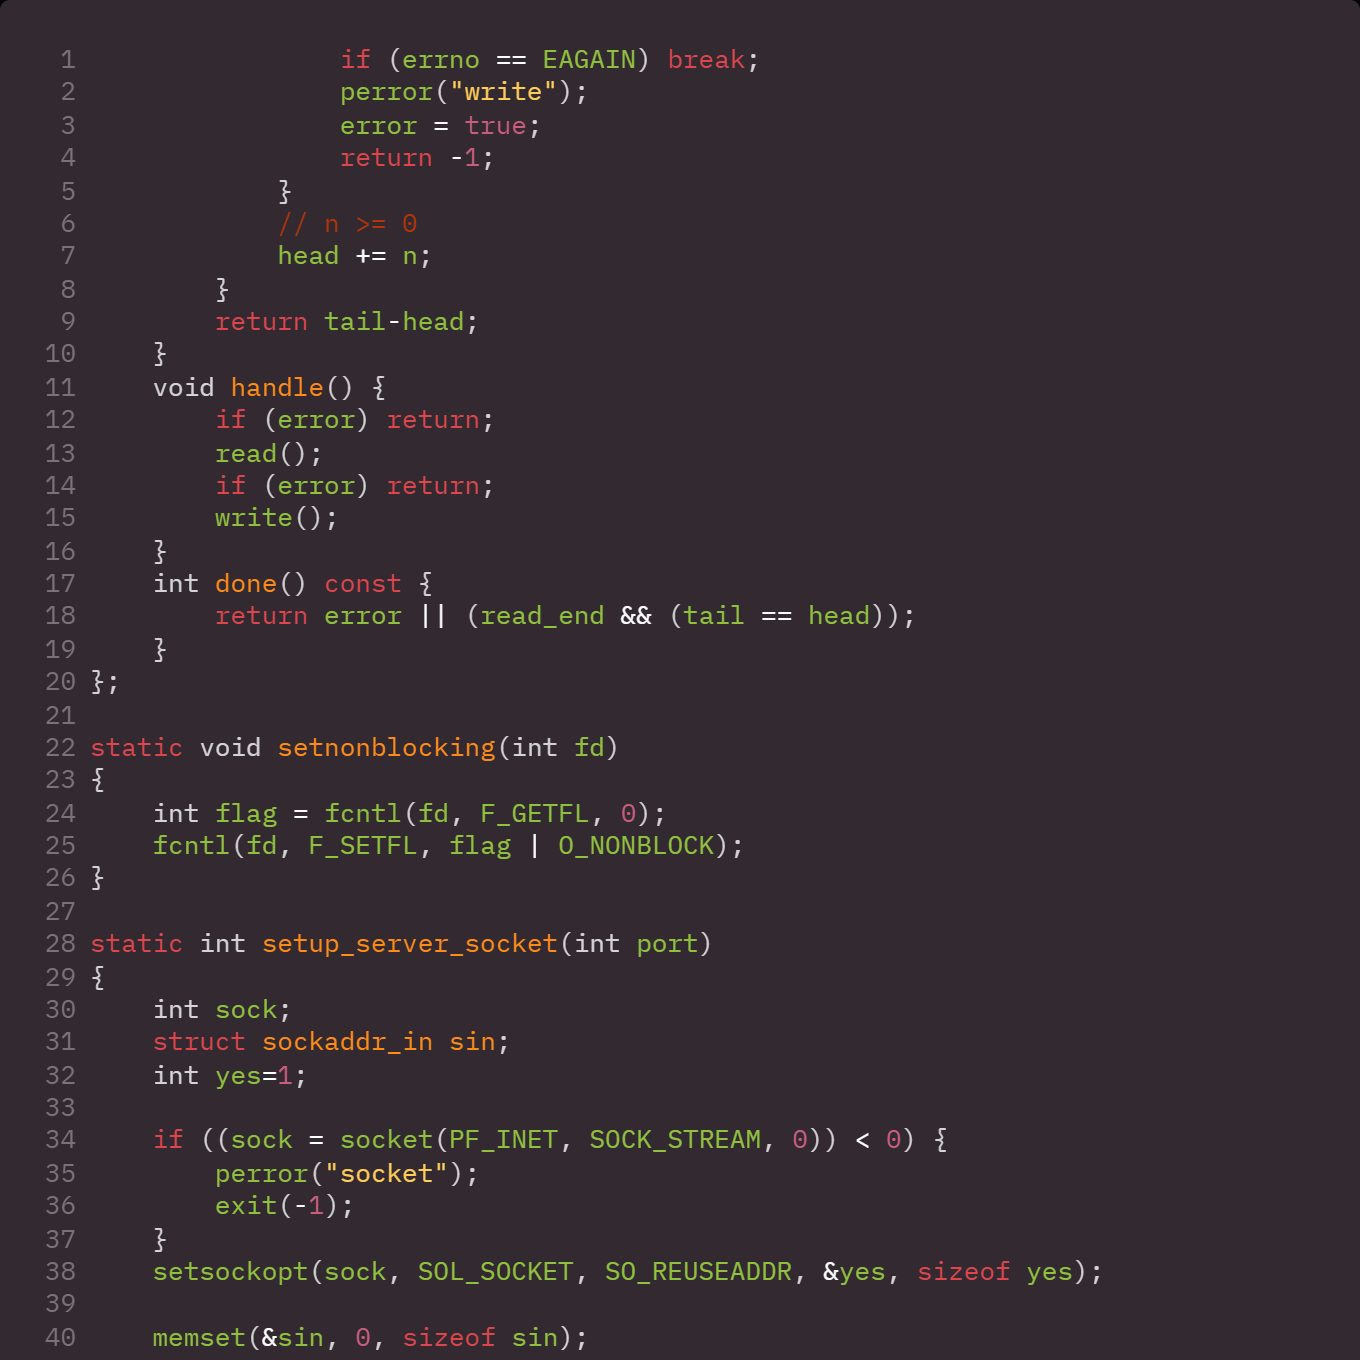 1                 if (errno == EAGAIN) break;
2                 perror("write");
3                 error = true;
4                 return -1;
5             }
6             // n >= 0
7             head += n;
8         }
9         return tail-head;
10     }
11     void handle() {
12         if (error) return;
13         read();
14         if (error) return;
15         write();
16     }
17     int done() const {
18         return error || (read_end && (tail == head));
19     }
20 };
21
22 static void setnonblocking(int fd)
23 {
24     int flag = fcntl(fd, F_GETFL, 0);
25     fcntl(fd, F_SETFL, flag | O_NONBLOCK);
26 }
27
28 static int setup_server_socket(int port)
29 {
30     int sock;
31     struct sockaddr_in sin;
32     int yes=1;
33
34     if ((sock = socket(PF_INET, SOCK_STREAM, 0)) < 0) {
35         perror("socket");
36         exit(-1);
37     }
38     setsockopt(sock, SOL_SOCKET, SO_REUSEADDR, &yes, sizeof yes);
39
40     memset(&sin, 0, sizeof sin);